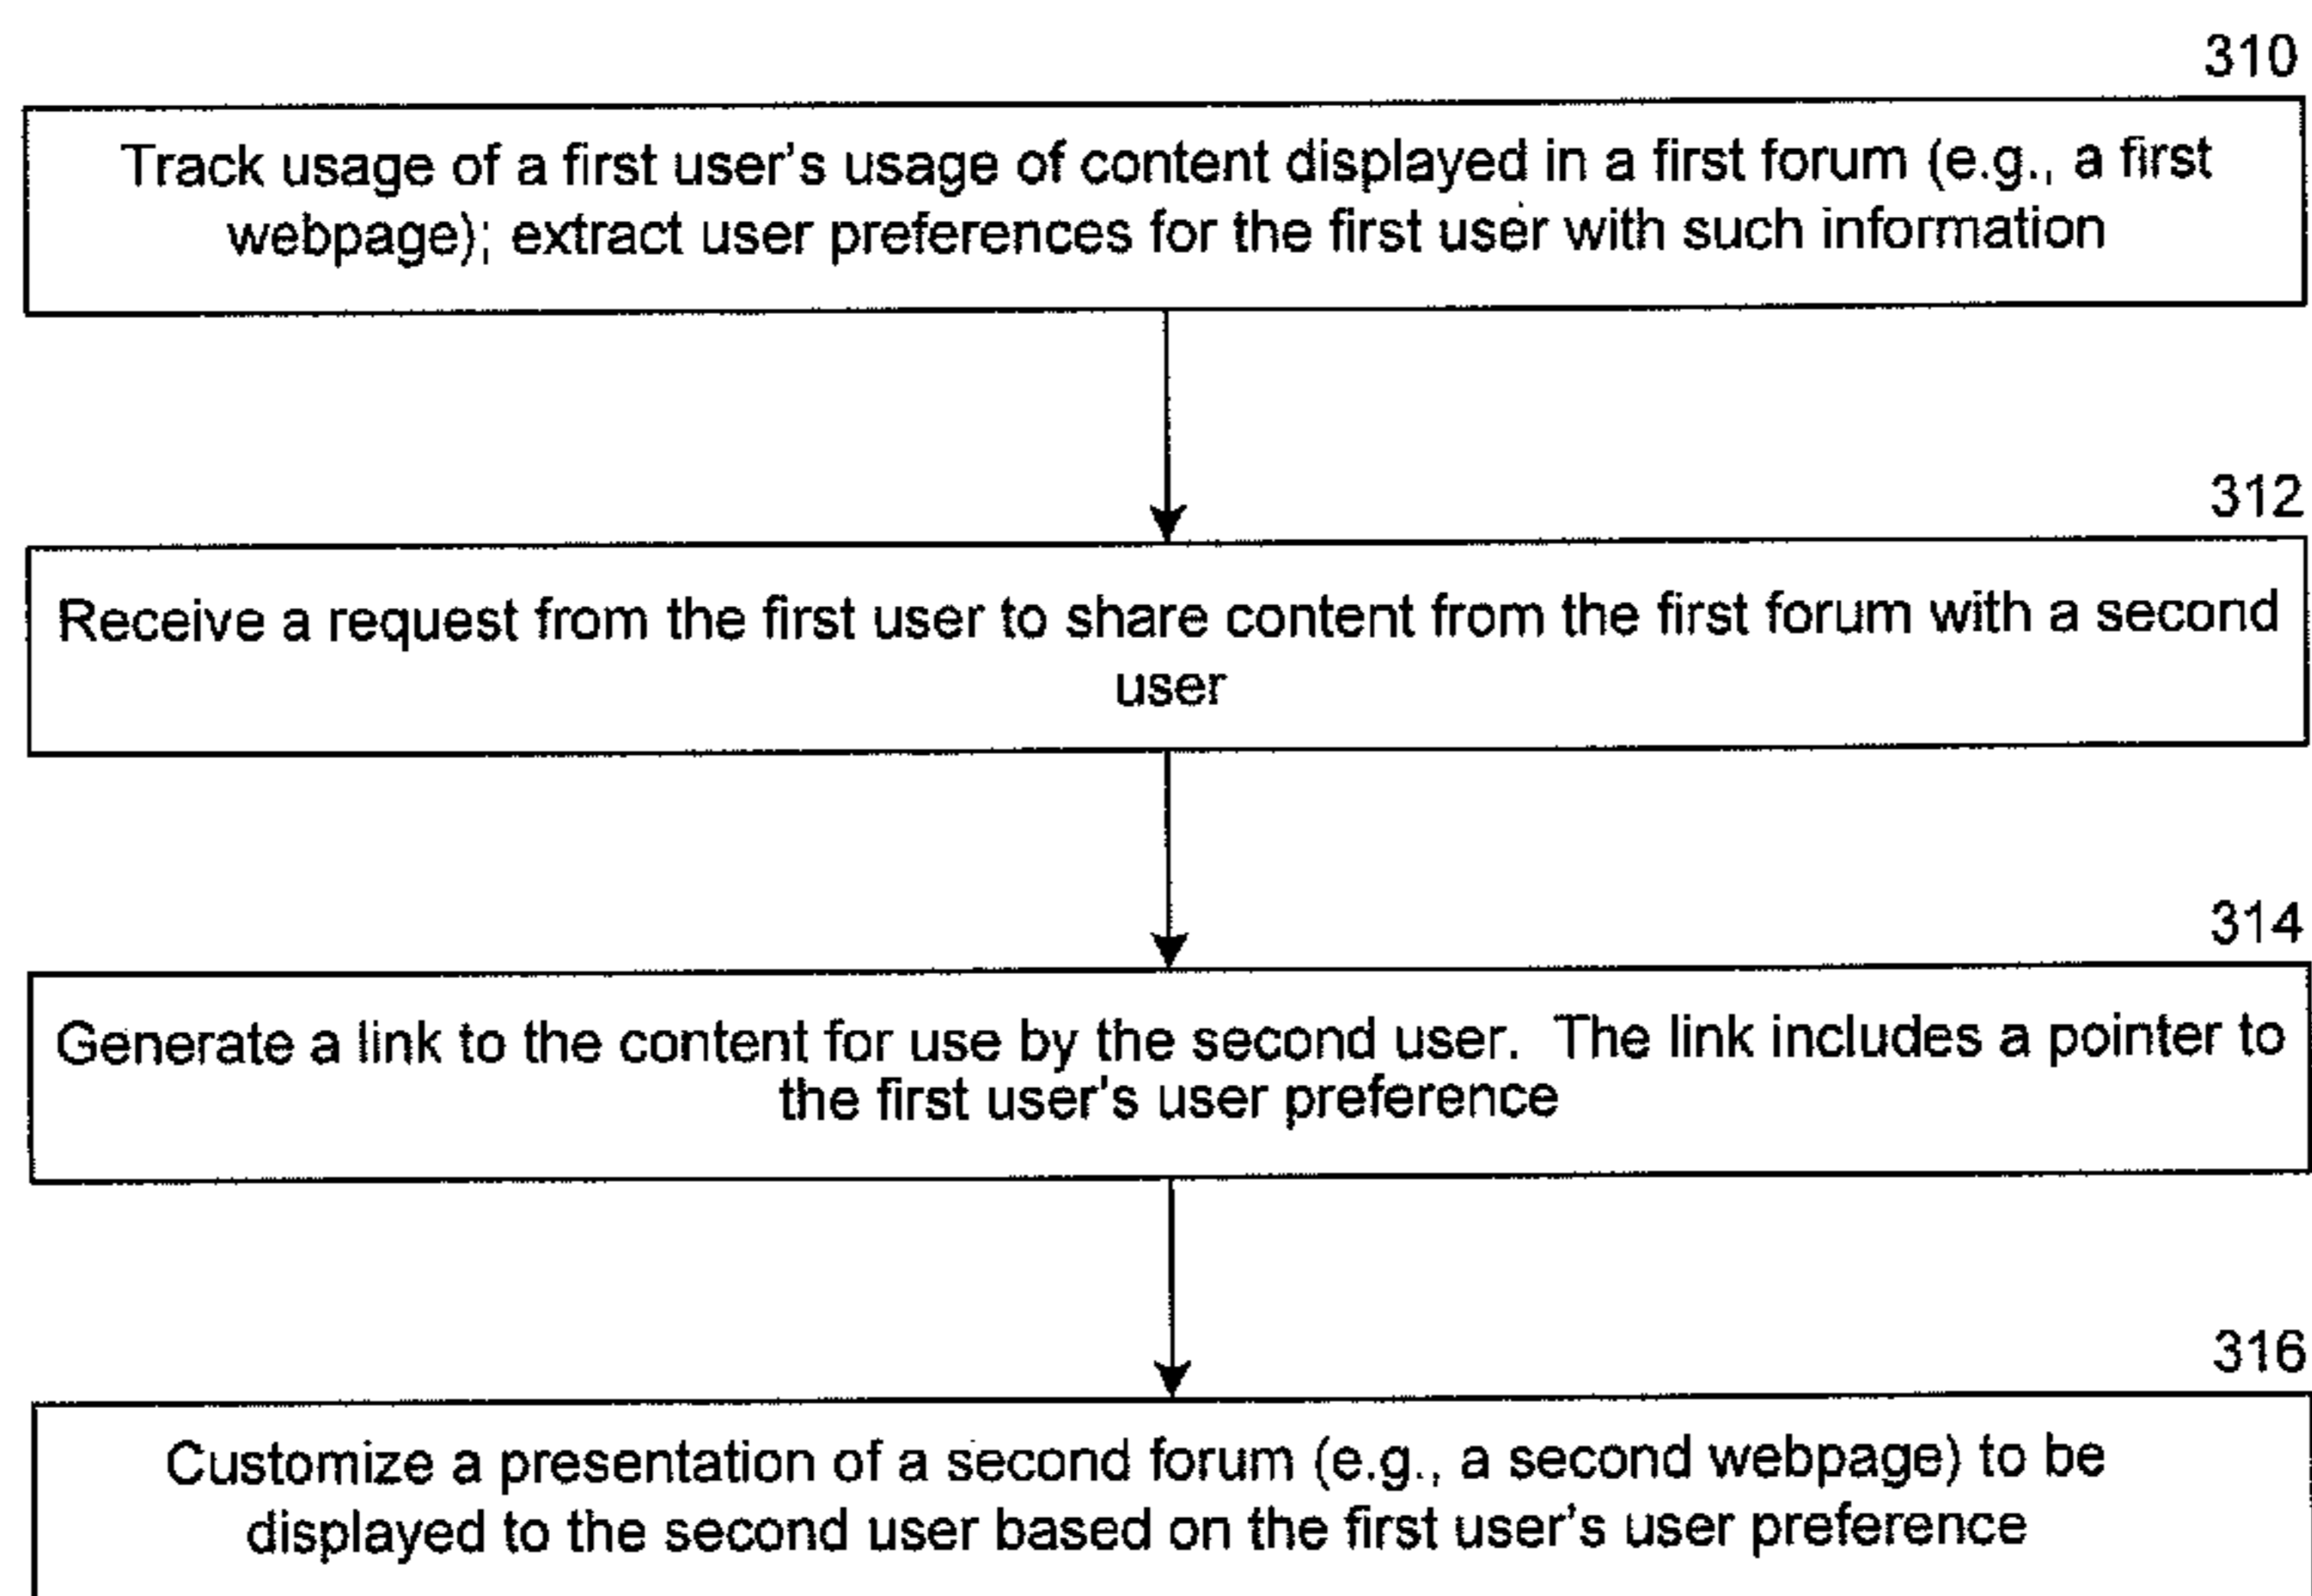 310
Track usage of a first user's usage of content displayed in a first forum (e.g., a first
webpage); extract user preferences for the first user with such information
312
Receive a request from the first user to share content from the first forum with a second
user
314
Generate a link to the content for use by the second user. The link includes a pointer to
the first user's user preference
316
Customize a presentation of a second forum (e.g., a second webpage) to be
displayed to the second user based on the first user's user preference